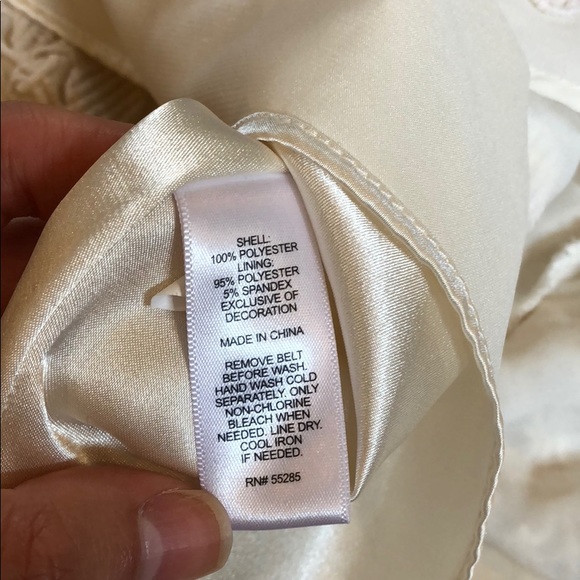 SHELL:
100% POLYESTER
LINING:
95% POLYESTER
5% SPANDEX
EXCLUSIVE OF
DECORATION
MADE IN CHINA
REMOVE BELT
BEFORE WASH.
HAND WASH COLD
SEPARATELY. ONLY
NON-CHLORINE
BLEACH WHEN
NEEDED. LINE DRY.
COOL IRON
IF NEEDED.
RN# 55285